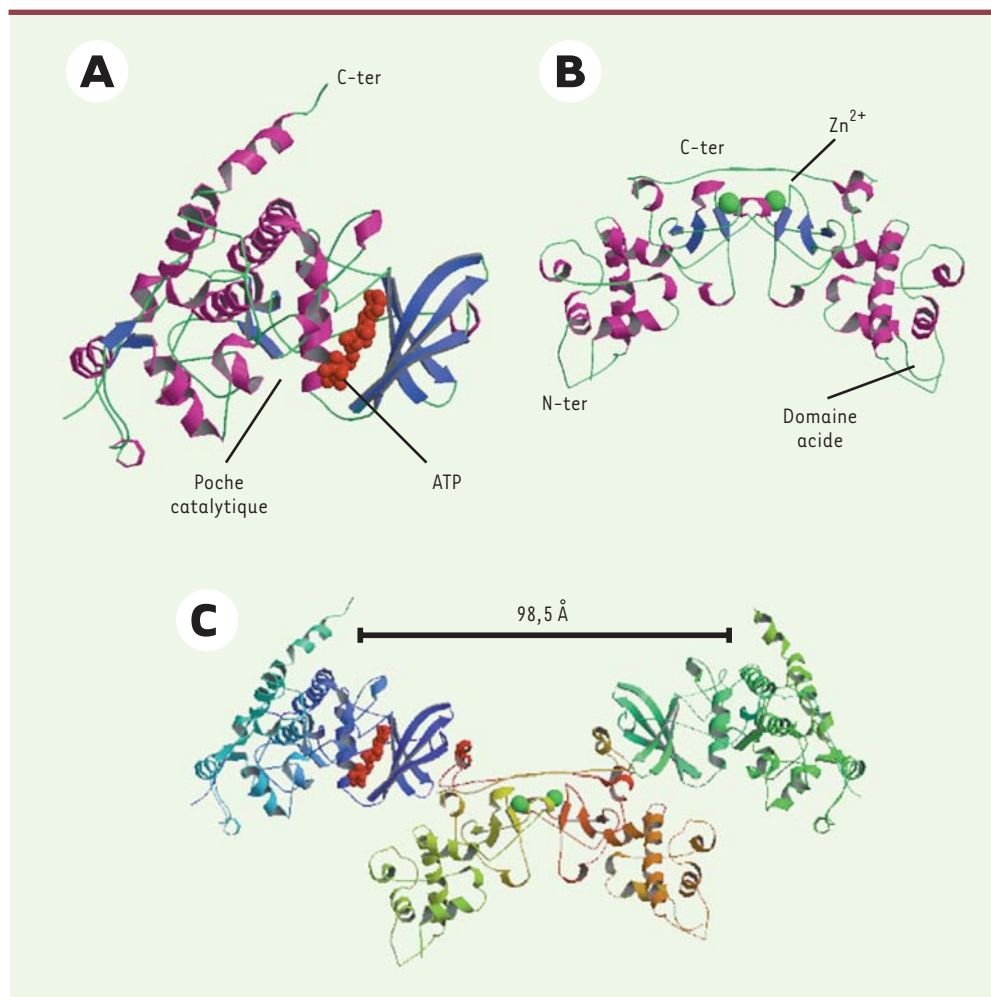 A
C-ter
Poche
catalytique
ATP
B
C-ter
Zn2+
N-ter
Domaine
acide
C
98,5 Å